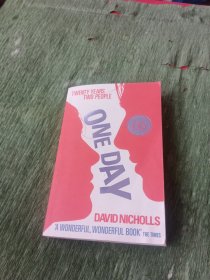 TWENTY YEARS
TWO PEOPLE
ONE DAY
DAVID NICHOLLS
'A WONDERFUL, WONDERFUL BOOK' THE TIMES